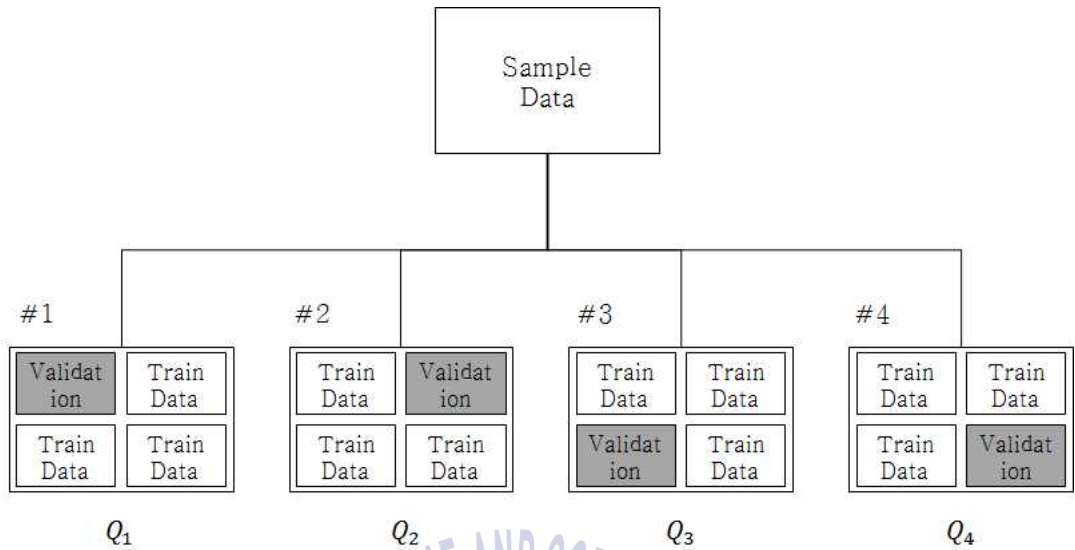 Sample
Data
#1
#2
#3
#4
Validat
ion
Train
Data
Train
Data
Train
Data
Train
Data
Validat
ion
Train
Data
Train
Data
Train
Data
Train
Data
Validat
ion
Train
Data
Train
Data
Train
Data
Train
Data
Validat
ion
Q₁
Q₂
Q₃
Q₄